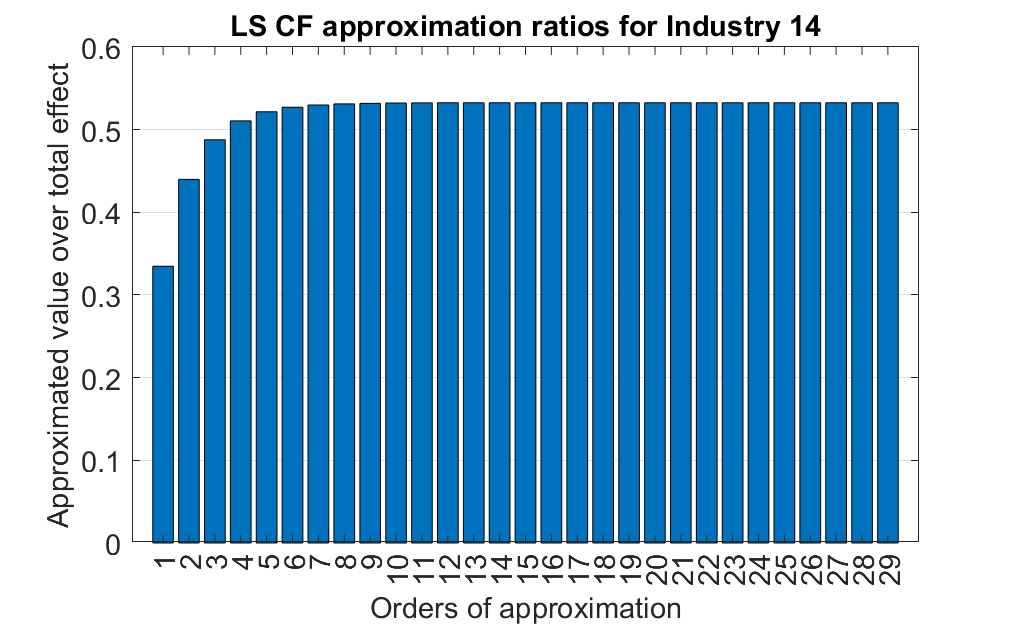 LS CF approximation ratios for Industry 14
Approximated value over total effect
0.6
0.5
0.4
0.3
0.2
0.1
0
1 2 3 4 5 6 7 8 9 10 11 12 13 14 15 16 17 18 19 20 21 22 23 24 25 26 27 28 29
Orders of approximation